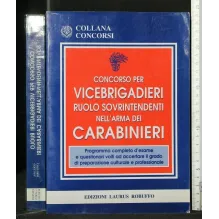 COLLANA
CONCORSI
CONCORSO PER
VICEBRIGADIERI
RUOLO SOVRINTENDENTI
NELL'ARMA DEI
CARABINIERI
Programma completo d'esame
e questionari volti ad accertare il grado
di preparazione culturale e professionale
EDIZIONI LAURUS ROBUFFO